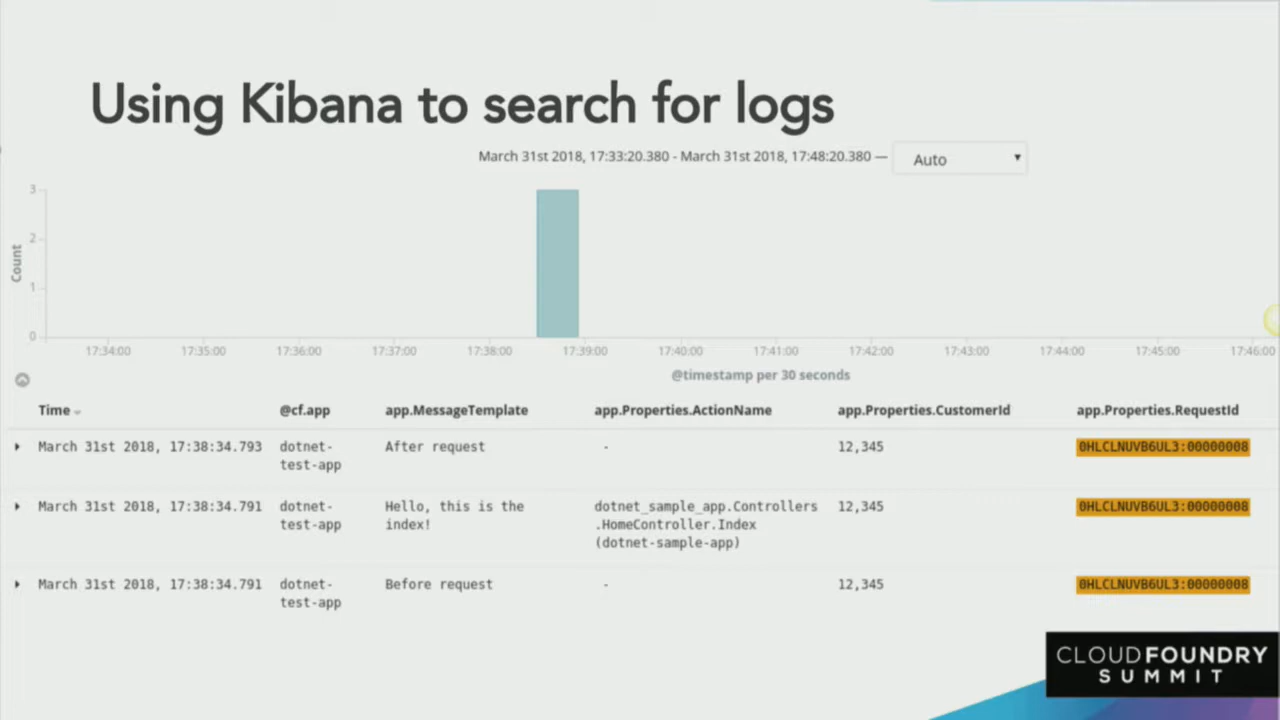 Using Kibana to search for logs
March 31st 2018, 17:33:20.380 - March 31st 2018, 17:48:20.380 — Auto
3
2
1
0
Count
17:34:00 17:35:00 17:36:00 17:37:00 17:38:00 17:39:00 17:40:00 17:41:00 17:42:00 17:43:00 17:44:00 17:45:00 17:46:00
@timestamp per 30 seconds
Time @cf.app app.MessageTemplate app.Properties.ActionName app.Properties.CustomerId app.Properties.RequestId
March 31st 2018, 17:38:34.793 dotnet- After request - 12,345 0HLCLNUVB6UL3:00000008
test-app
March 31st 2018, 17:38:34.791 dotnet- Hello, this is the dotnet_sample_app.Controllers 12,345 0HLCLNUVB6UL3:00000008
test-app index! .HomeController.Index
(dotnet-sample-app)
March 31st 2018, 17:38:34.791 dotnet- Before request - 12,345 0HLCLNUVB6UL3:00000008
test-app
CLOUDFOUNDRY
SUMMIT